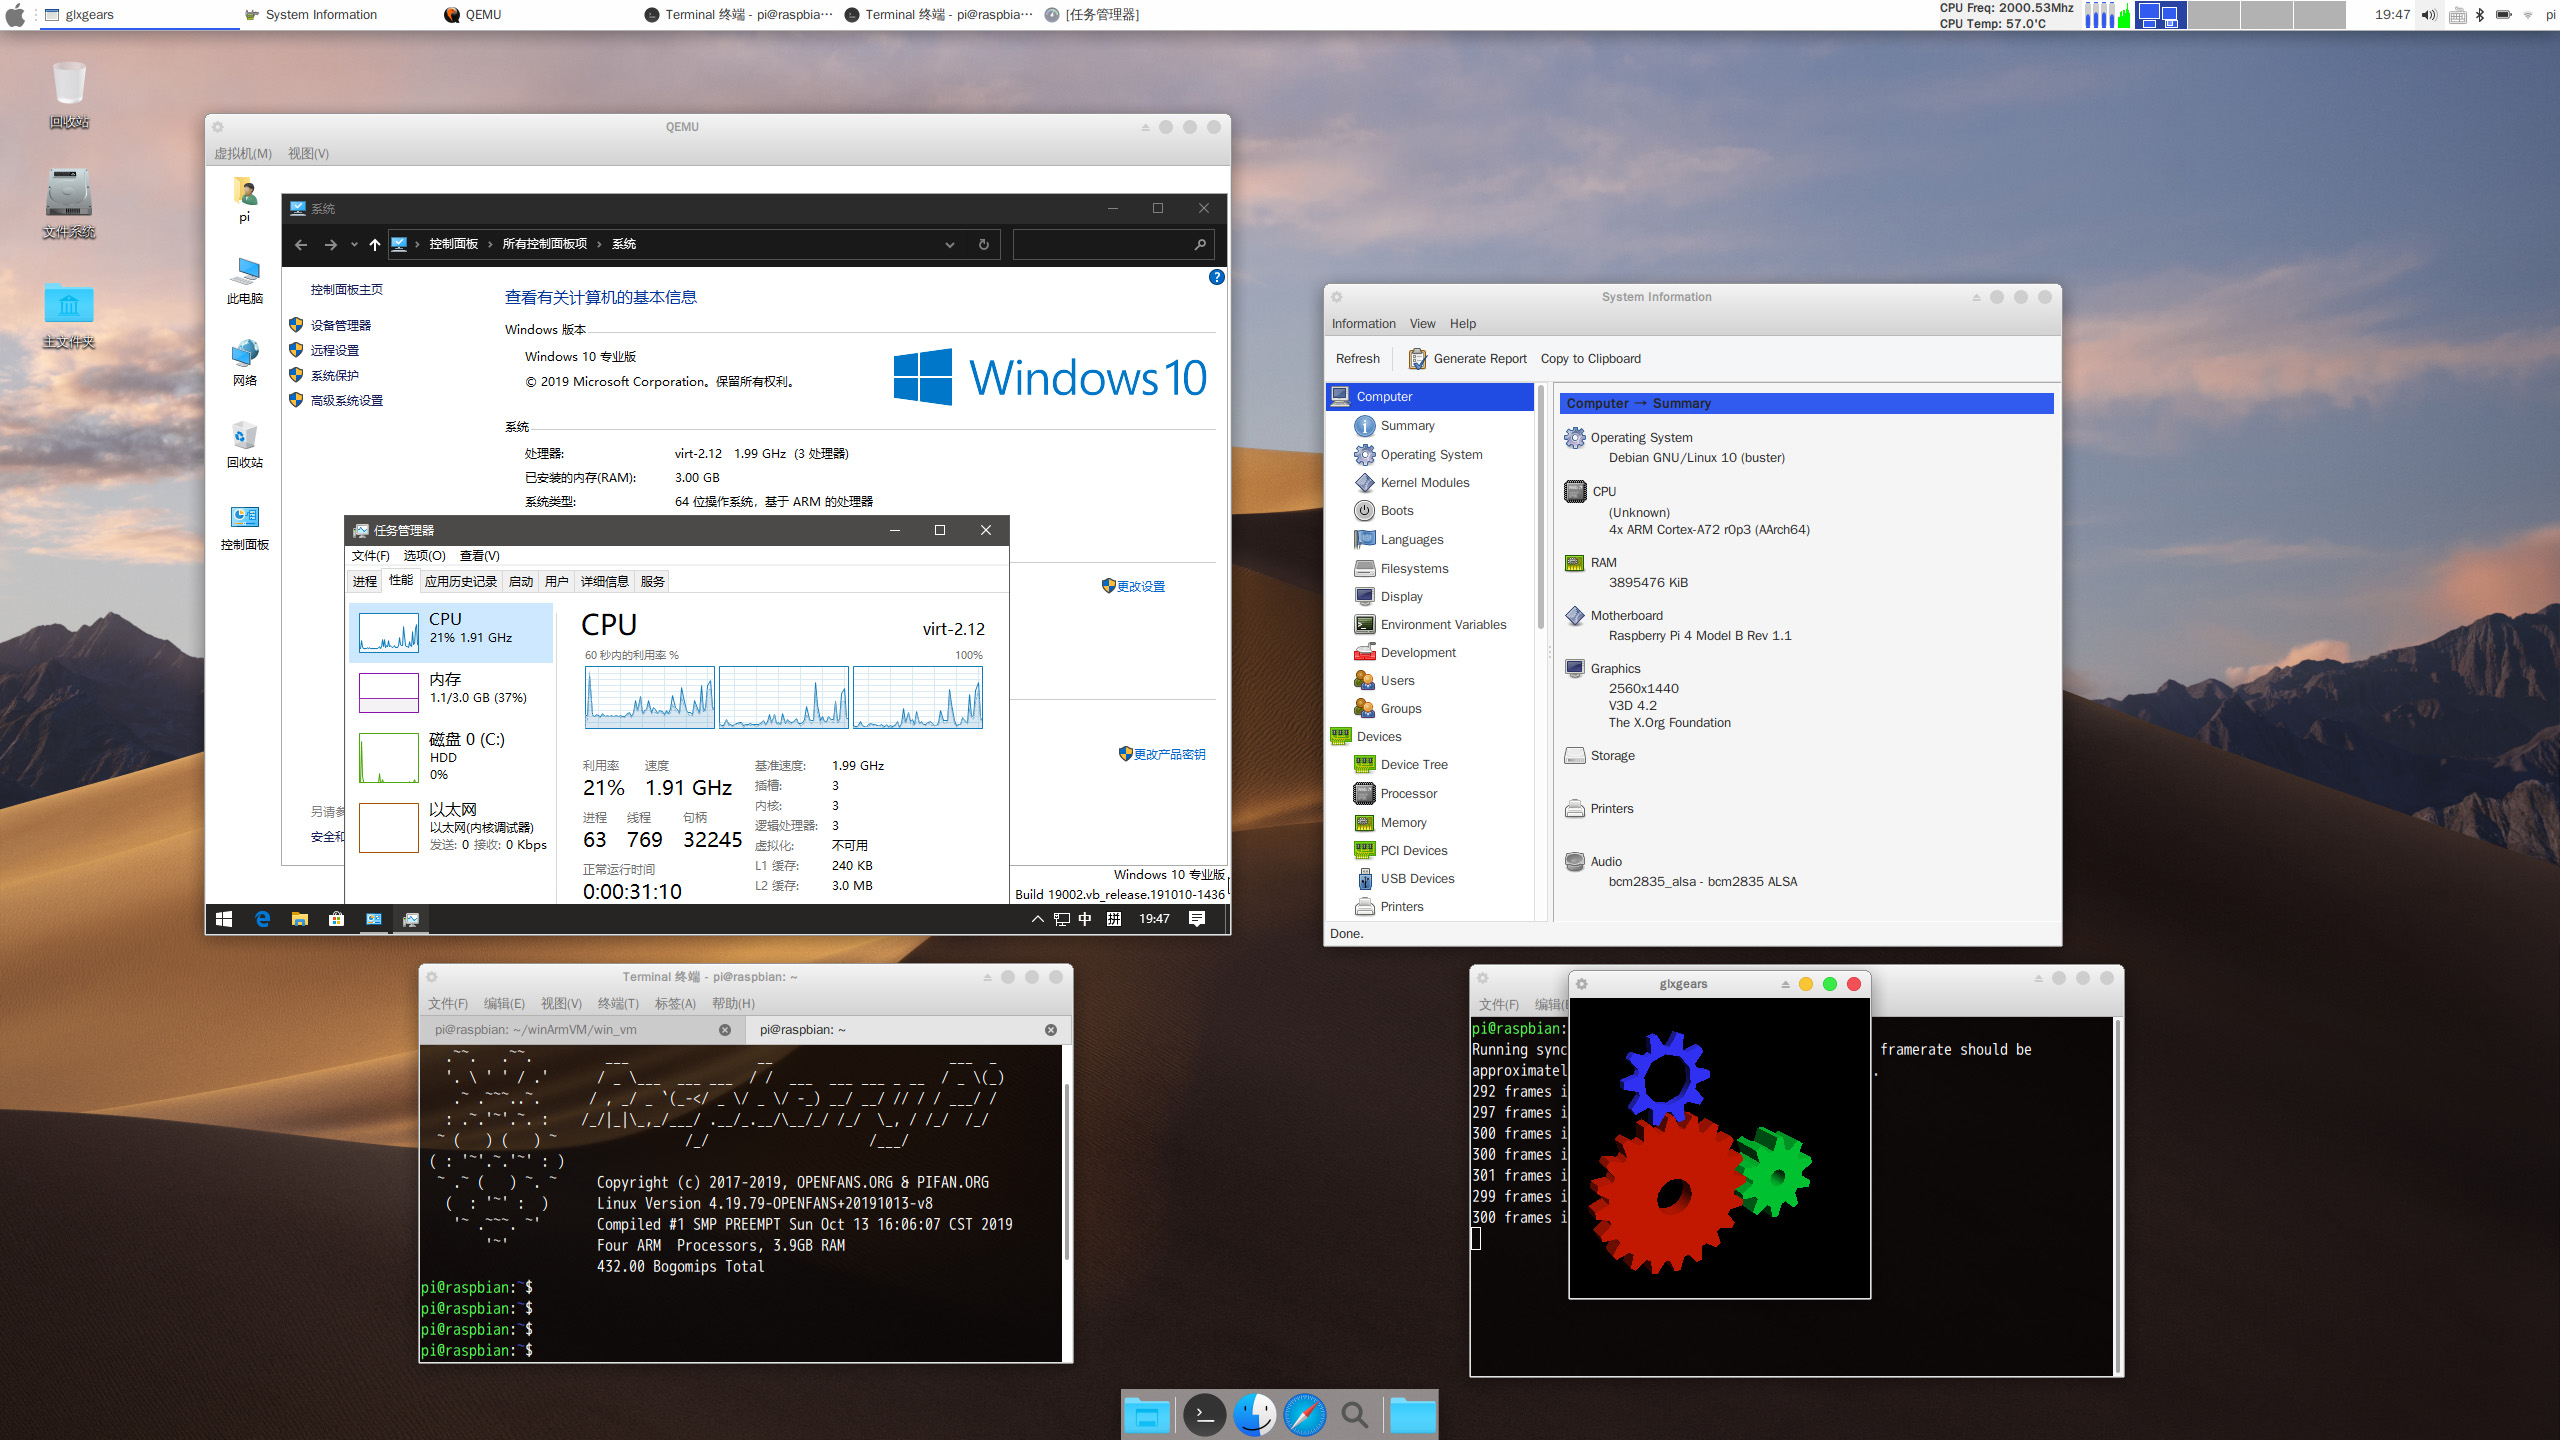 glxgears
System Information
QEMU
Terminal 终端 - pi@raspbia···
Terminal 终端 - pi@raspbia···
[任务管理器]
CPU Freq: 2000.53Mhz
CPU Temp: 57.0'C
19:47
pi
回收站
文件系统
主文件夹
QEMU
虚拟机(M) 视图(V)
pi
此电脑
网络
回收站
控制面板
系统
控制面板 › 所有控制面板项 › 系统
控制面板主页
设备管理器
远程设置
系统保护
高级系统设置
查看有关计算机的基本信息
Windows 版本
Windows 10 专业版
© 2019 Microsoft Corporation。保留所有权利。
Windows 10
系统
处理器: virt-2.12 1.99 GHz (3 处理器)
已安装的内存(RAM): 3.00 GB
系统类型: 64 位操作系统，基于 ARM 的处理器
更改设置
更改产品密钥
另请参
安全和
任务管理器
文件(F) 选项(O) 查看(V)
进程 性能 应用历史记录 启动 用户 详细信息 服务
CPU
21% 1.91 GHz
内存
1.1/3.0 GB (37%)
磁盘 0 (C:)
HDD
0%
以太网
以太网(内核调试器)
发送: 0 接收: 0 Kbps
CPU virt-2.12
60 秒内的利用率 % 100%
利用率 速度
21% 1.91 GHz
进程 线程 句柄
63 769 32245
正常运行时间
0:00:31:10
基准速度: 1.99 GHz
插槽: 3
内核: 3
逻辑处理器: 3
虚拟化: 不可用
L1 缓存: 240 KB
L2 缓存: 3.0 MB
Windows 10 专业版
Build 19002.vb_release.191010-1436
中 拼 19:47
System Information
Information View Help
Refresh Generate Report Copy to Clipboard
Computer
Summary
Operating System
Kernel Modules
Boots
Languages
Filesystems
Display
Environment Variables
Development
Users
Groups
Devices
Device Tree
Processor
Memory
PCI Devices
USB Devices
Printers
Computer → Summary
Operating System
Debian GNU/Linux 10 (buster)
CPU
(Unknown)
4x ARM Cortex-A72 r0p3 (AArch64)
RAM
3895476 KiB
Motherboard
Raspberry Pi 4 Model B Rev 1.1
Graphics
2560x1440
V3D 4.2
The X.Org Foundation
Storage
Printers
Audio
bcm2835_alsa - bcm2835 ALSA
Done.
Terminal 终端 - pi@raspbian: ~
文件(F) 编辑(E) 视图(V) 终端(T) 标签(A) 帮助(H)
pi@raspbian: ~/winArmVM/win_vm
pi@raspbian: ~
Copyright (c) 2017-2019, OPENFANS.ORG & PIFAN.ORG
Linux Version 4.19.79-OPENFANS+20191013-v8
Compiled #1 SMP PREEMPT Sun Oct 13 16:06:07 CST 2019
Four ARM  Processors, 3.9GB RAM
432.00 Bogomips Total
pi@raspbian:~$
pi@raspbian:~$
pi@raspbian:~$
pi@raspbian:~$
文件(F) 编辑(
glxgears
pi@raspbian:
Running sync framerate should be
approximatel .
292 frames i
297 frames i
300 frames i
300 frames i
301 frames i
299 frames i
300 frames i